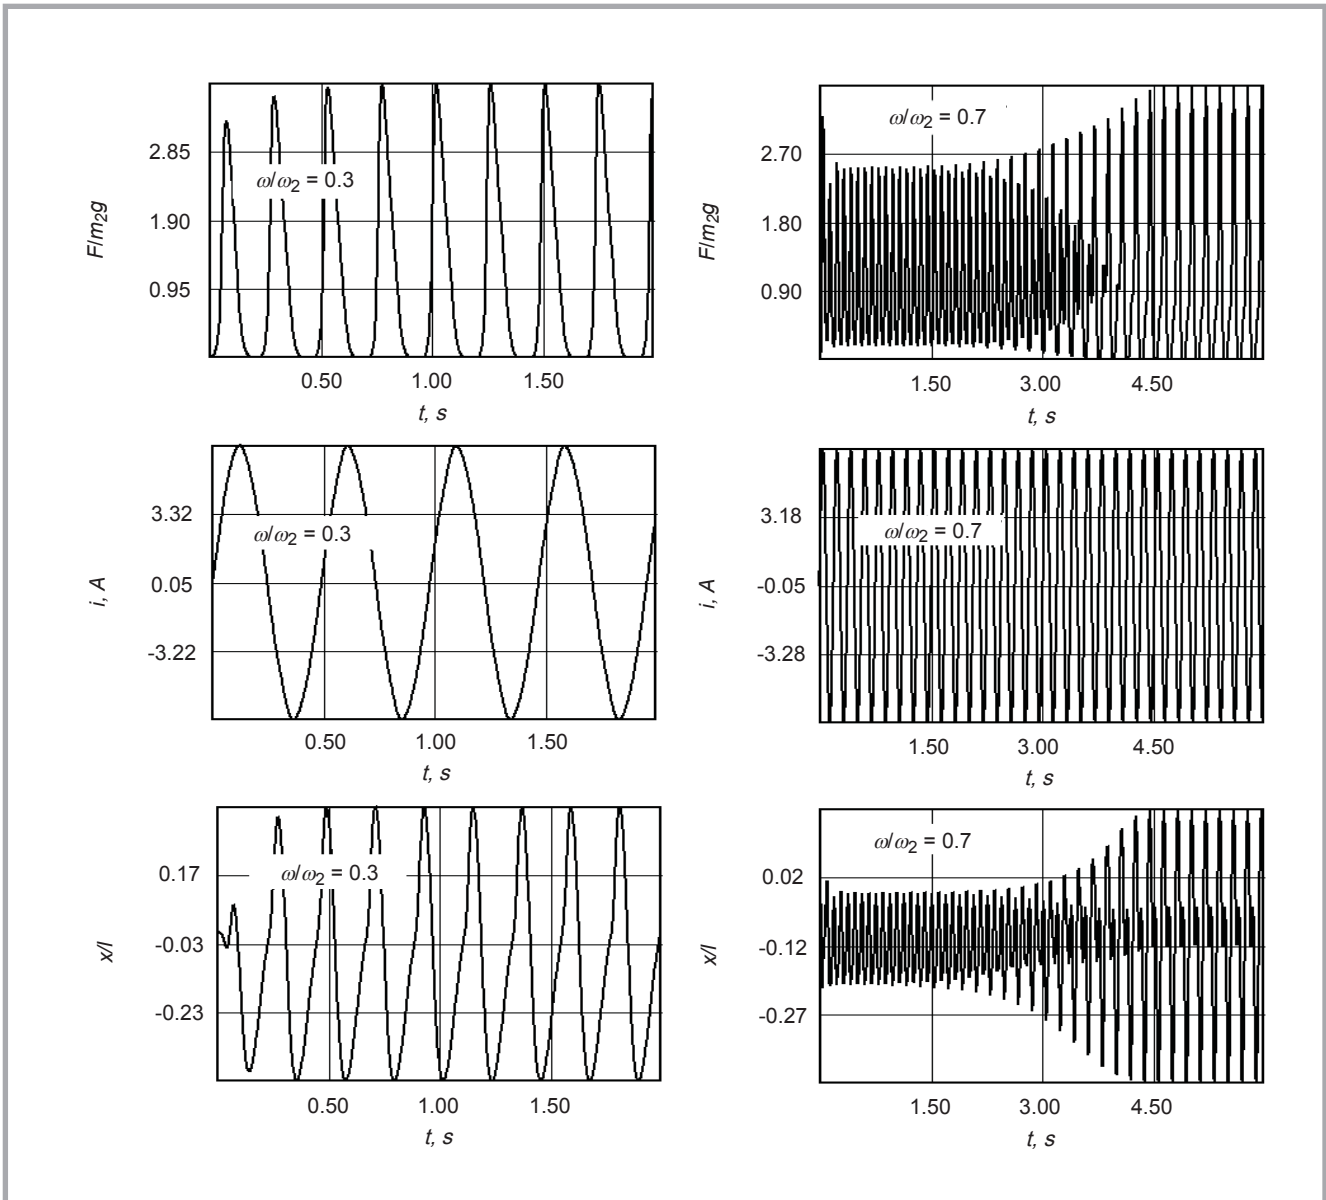 ω/ω2 = 0.3
2.85
1.90
0.95
F/m2g
0.50 1.00 1.50
t, s
ω/ω2 = 0.7
2.70
1.80
0.90
F/m2g
1.50 3.00 4.50
t, s
3.32
ω/ω2 = 0.3
0.05
-3.22
i, A
0.50 1.00 1.50
t, s
3.18
ω/ω2 = 0.7
-0.05
-3.28
i, A
1.50 3.00 4.50
t, s
0.17
ω/ω2 = 0.3
-0.03
-0.23
x/l
0.50 1.00 1.50
t, s
ω/ω2 = 0.7
0.02
-0.12
-0.27
x/l
1.50 3.00 4.50
t, s